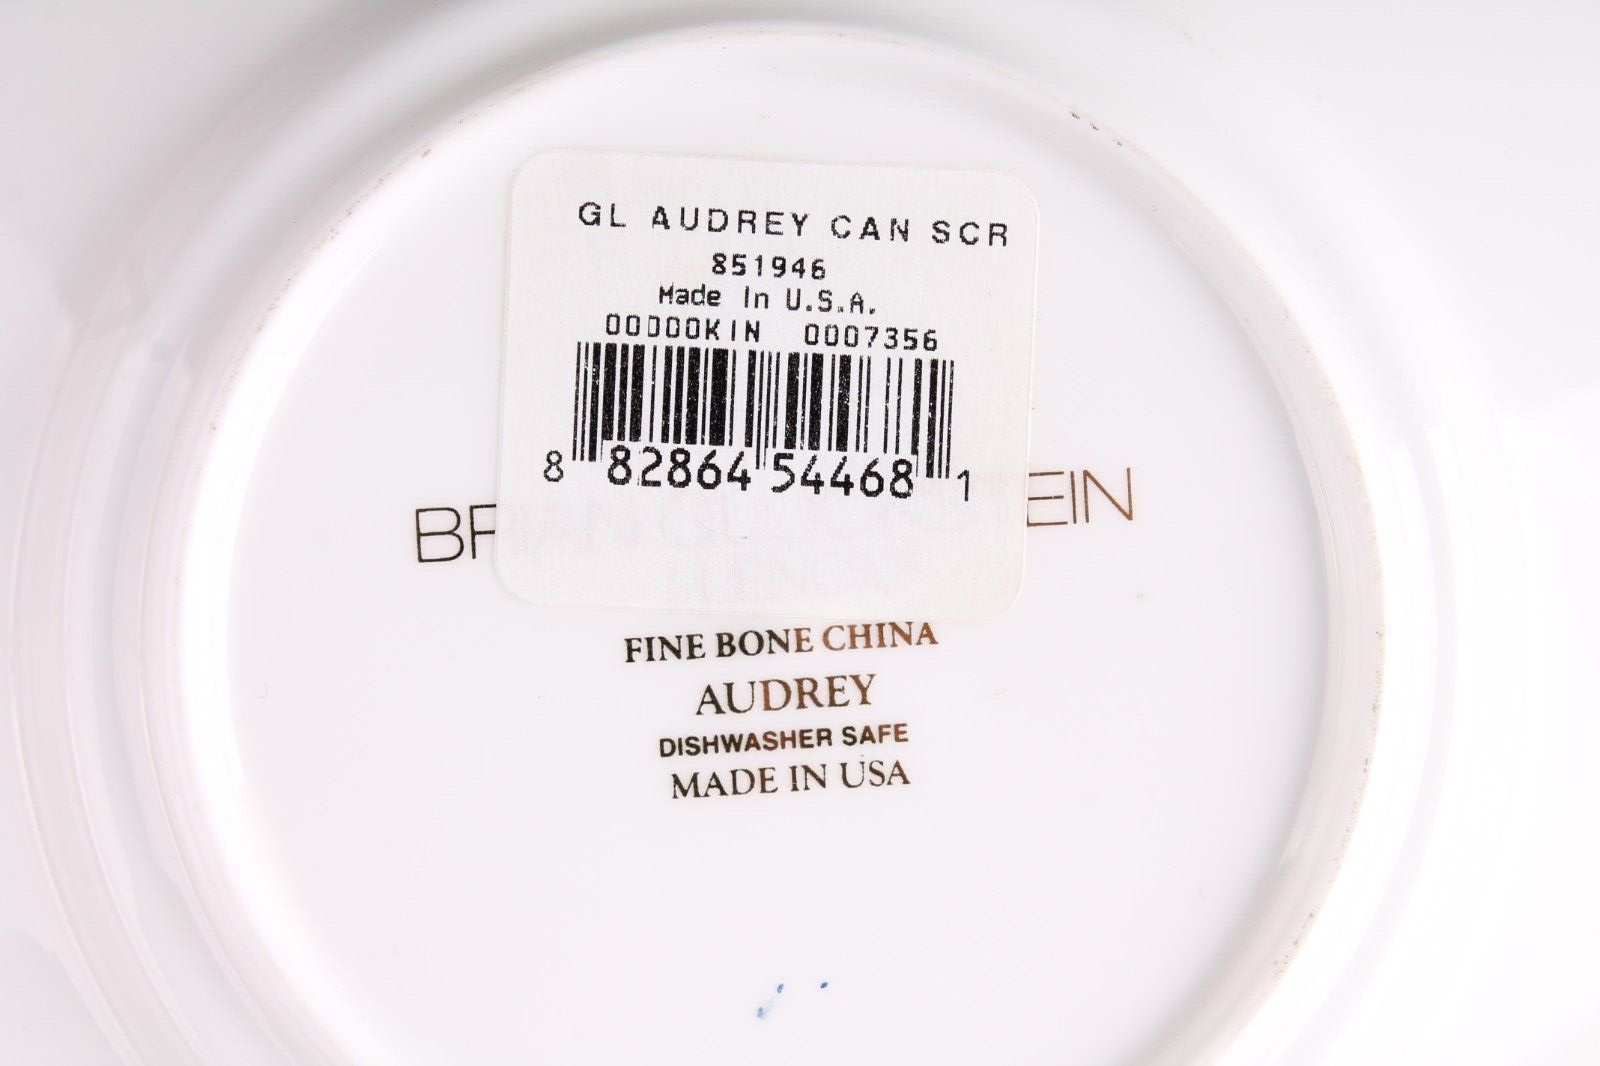 GL AUDREY CAN SCR
851946
Made In U.S.A.
00000KIN 0007356
8 82864 54468 1
FINE BONE CHINA
AUDREY
DISHWASHER SAFE
MADE IN USA